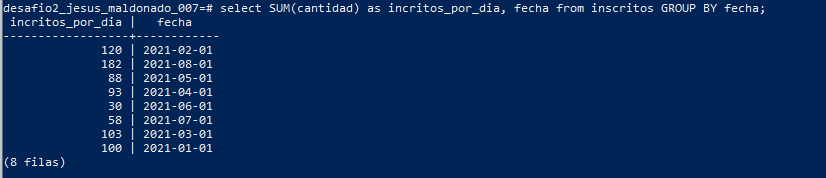 desafio2_jesus_maldonado_007=# select SUM(cantidad) as incritos_por_dia, fecha from inscritos GROUP BY fecha;
incritos_por_dia | fecha
-----------------+------------
120 | 2021-02-01
182 | 2021-08-01
88 | 2021-05-01
93 | 2021-04-01
30 | 2021-06-01
58 | 2021-07-01
103 | 2021-03-01
100 | 2021-01-01
(8 filas)